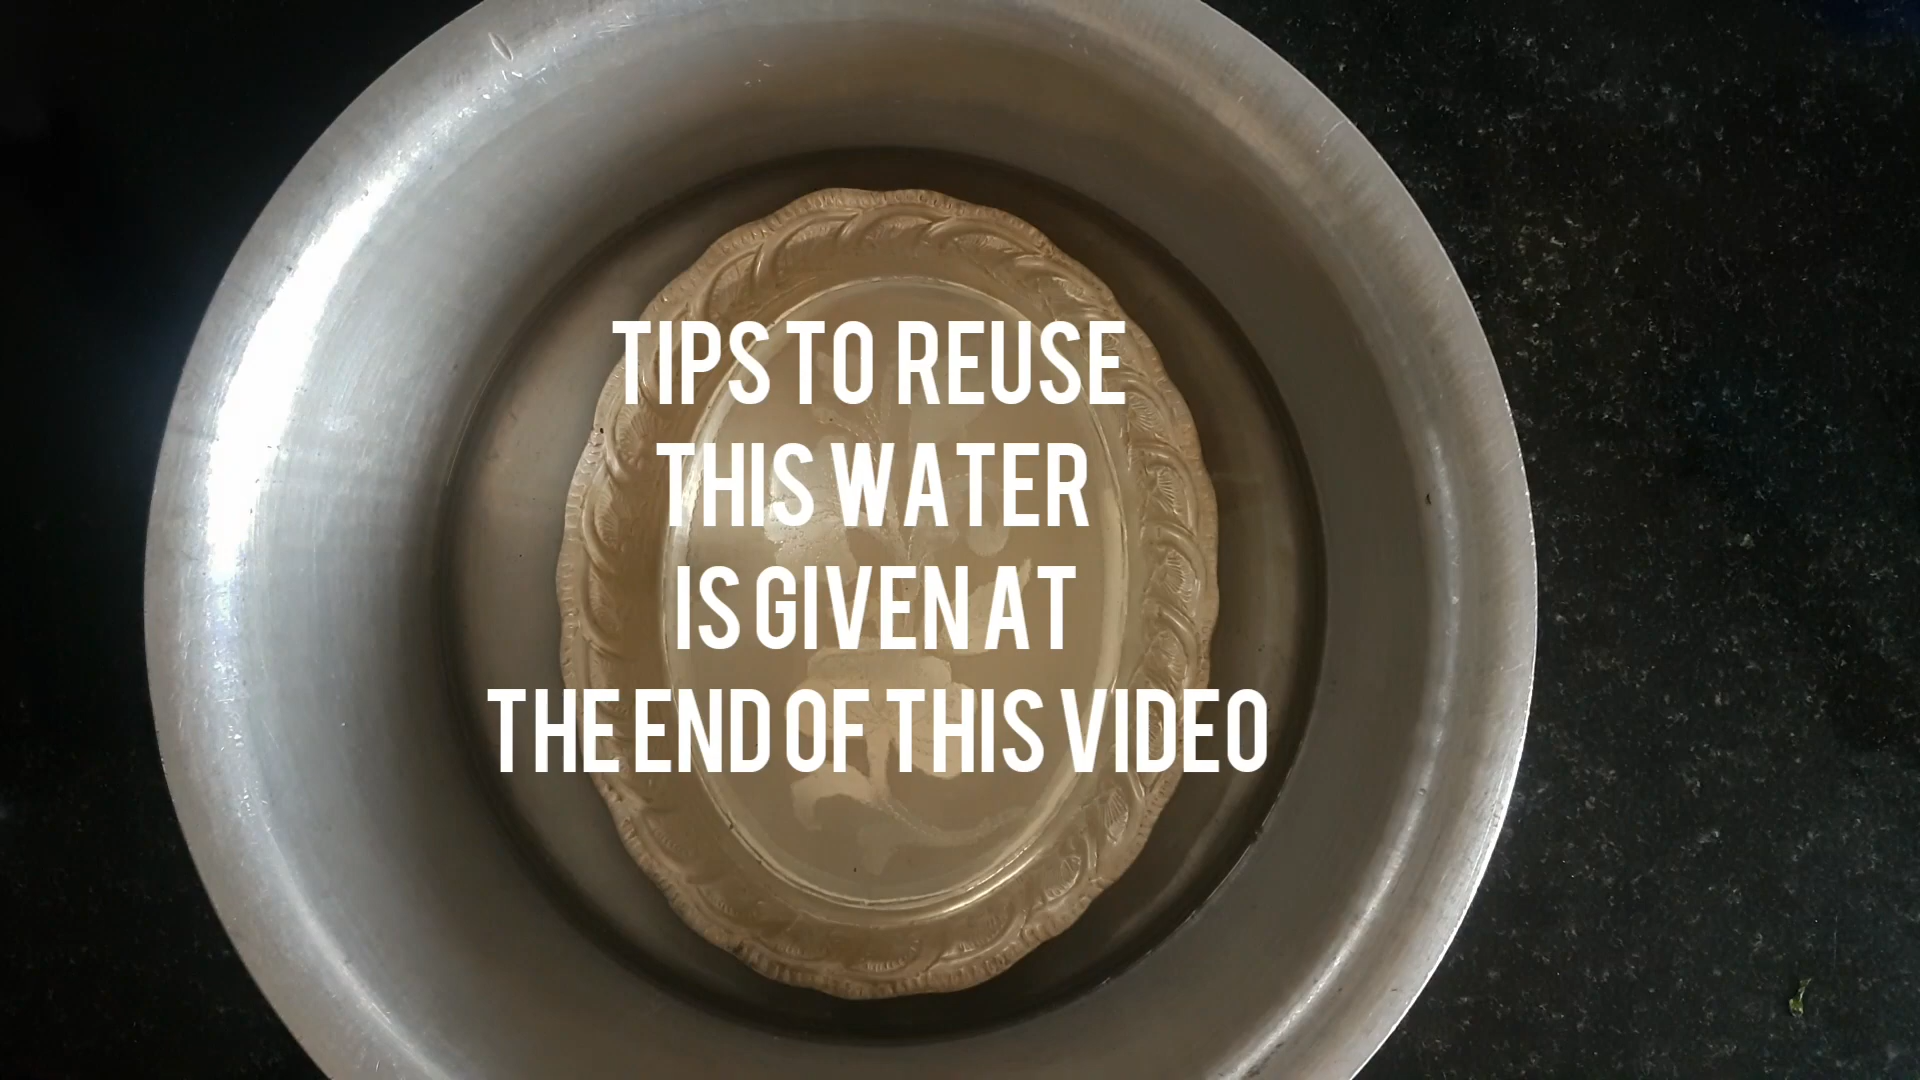 TIPS TO REUSE
THIS WATER
IS GIVEN AT
THE END OF THIS VIDEO